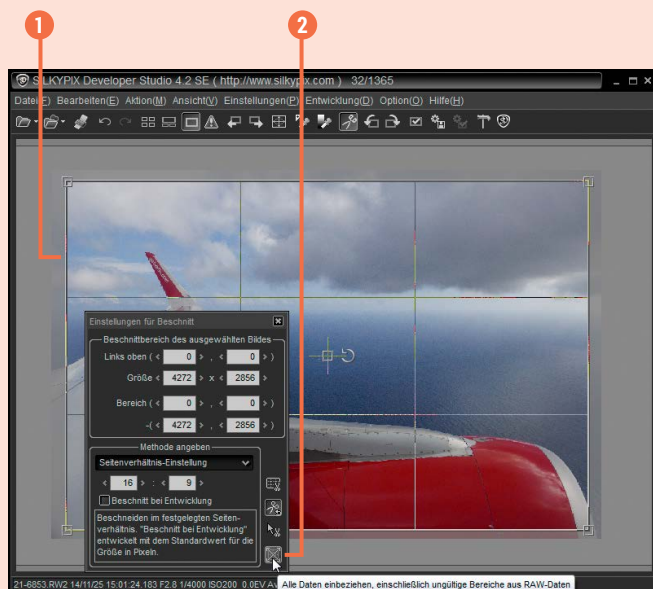 1 2
SILKYPIX Developer Studio 4.2 SE ( http://www.silkypix.com ) 32/1365
Datei(F) Bearbeiten(E) Aktion(M) Ansicht(V) Einstellungen(P) Entwicklung(D) Option(O) Hilfe(H)
Einstellungen für Beschnitt
Beschnittbereich des ausgewählten Bildes
Links oben ( < 0 > , < 0 > )
Größe < 4272 > x < 2856 >
Bereich ( < 0 > , < 0 > )
-( < 4272 > , < 2856 > )
Methode angeben
Seitenverhältnis-Einstellung
< 16 > : < 9 >
Beschnitt bei Entwicklung
Beschneiden im festgelegten Seiten-
verhältnis. "Beschnitt bei Entwicklung"
entwickelt mit dem Standardwert für die
Größe in Pixeln.
21-6853.RW2 14/11/25 15:01:24.183 F2.8 1/4000 ISO200 0.0EV Av
Alle Daten einbeziehen, einschließlich ungültige Bereiche aus RAW-Daten